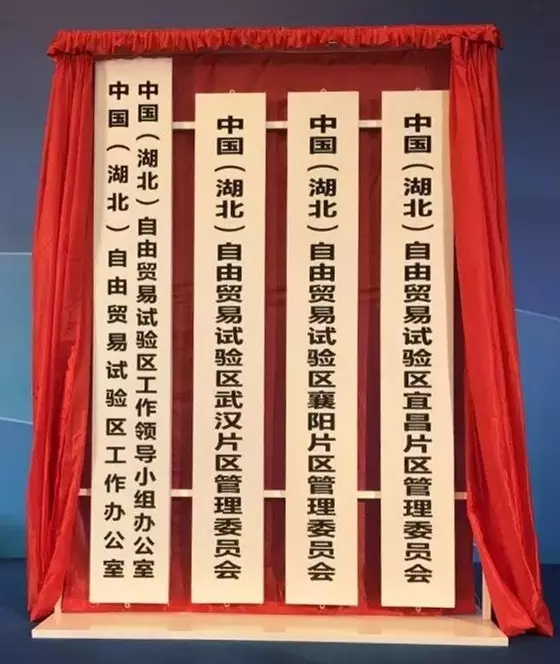 中国（湖北）自由贸易试验区工作领导小组办公室
中国（湖北）自由贸易试验区工作办公室
中国（湖北）自由贸易试验区武汉片区管理委员会
中国（湖北）自由贸易试验区襄阳片区管理委员会
中国（湖北）自由贸易试验区宜昌片区管理委员会